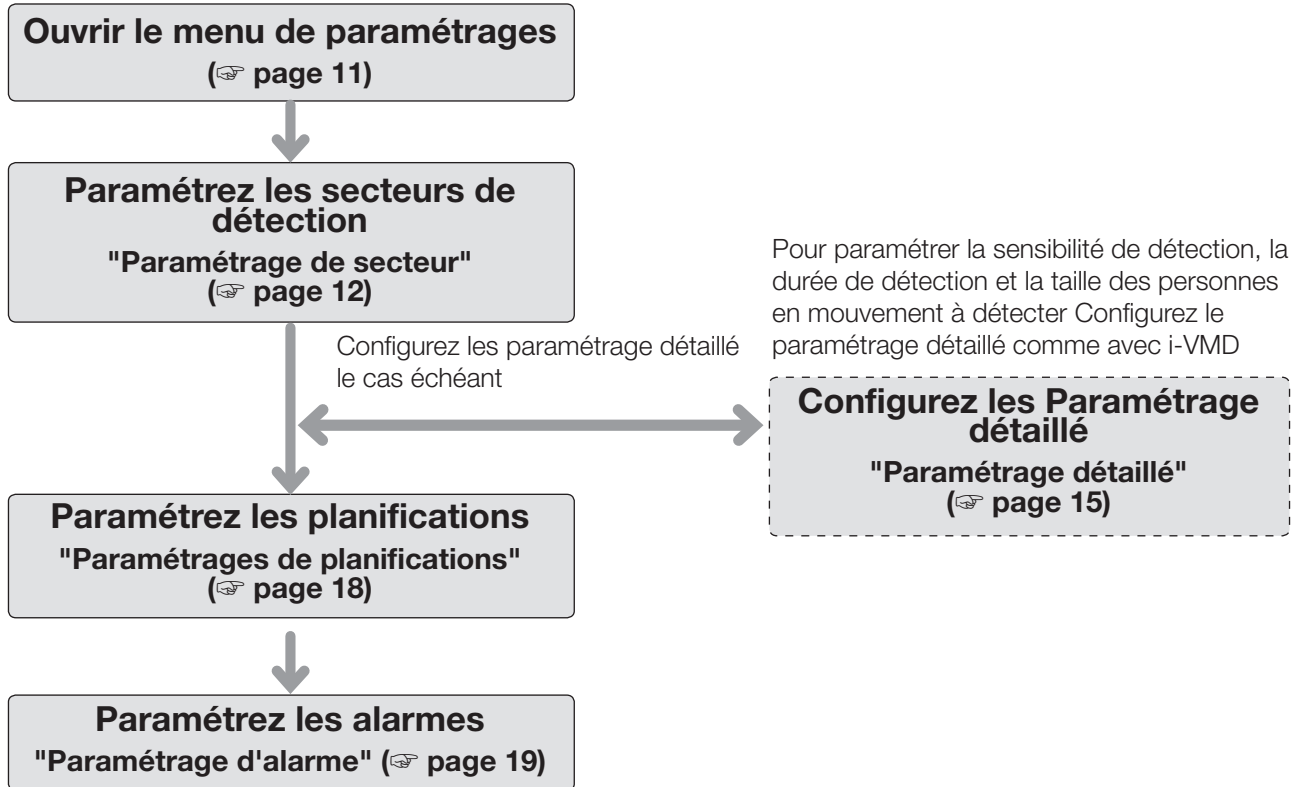 Ouvrir le menu de paramétrages
(☞ page 11)
Paramétrez les secteurs de
détection
"Paramétrage de secteur"
(☞ page 12)
Configurez les paramétrage détaillé
le cas échéant
Pour paramétrer la sensibilité de détection, la
durée de détection et la taille des personnes
en mouvement à détecter Configurez le
paramétrage détaillé comme avec i-VMD
Configurez les Paramétrage
détaillé
"Paramétrage détaillé"
(☞ page 15)
Paramétrez les planifications
"Paramétrages de planifications"
(☞ page 18)
Paramétrez les alarmes
"Paramétrage d'alarme" (☞ page 19)